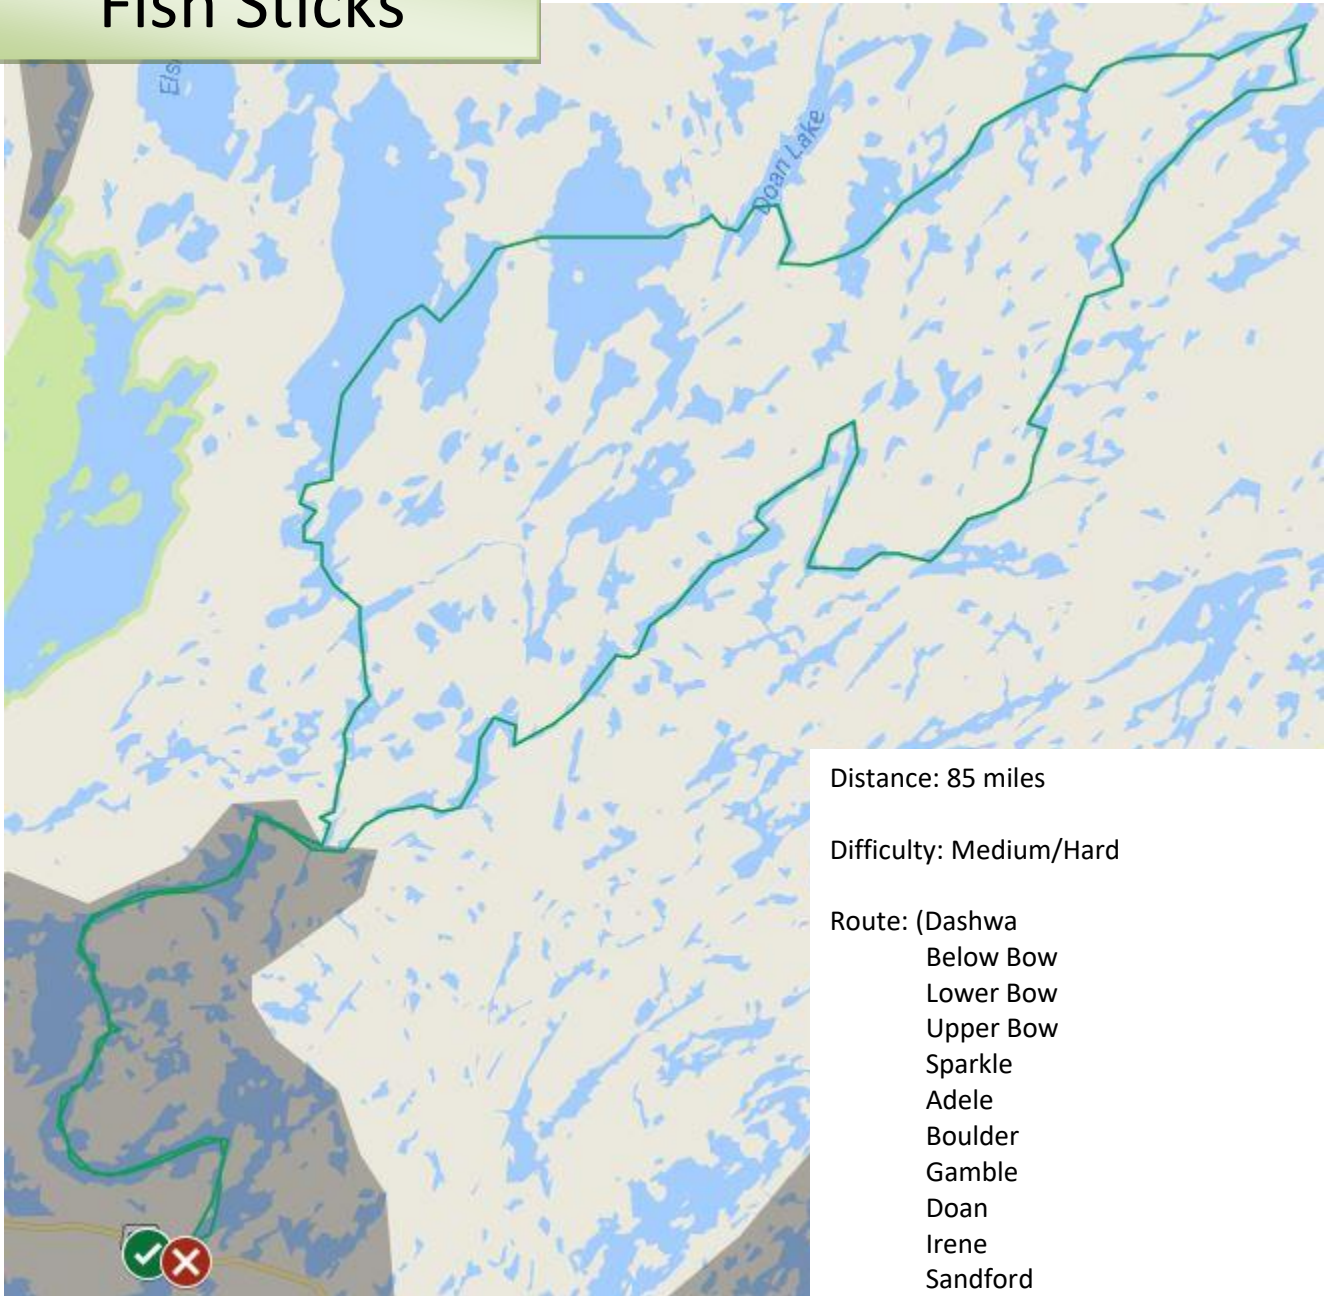 Fish Sticks
Doan Lake
Distance: 85 miles
Difficulty: Medium/Hard
Route: (Dashwa
Below Bow
Lower Bow
Upper Bow
Sparkle
Adele
Boulder
Gamble
Doan
Irene
Sandford